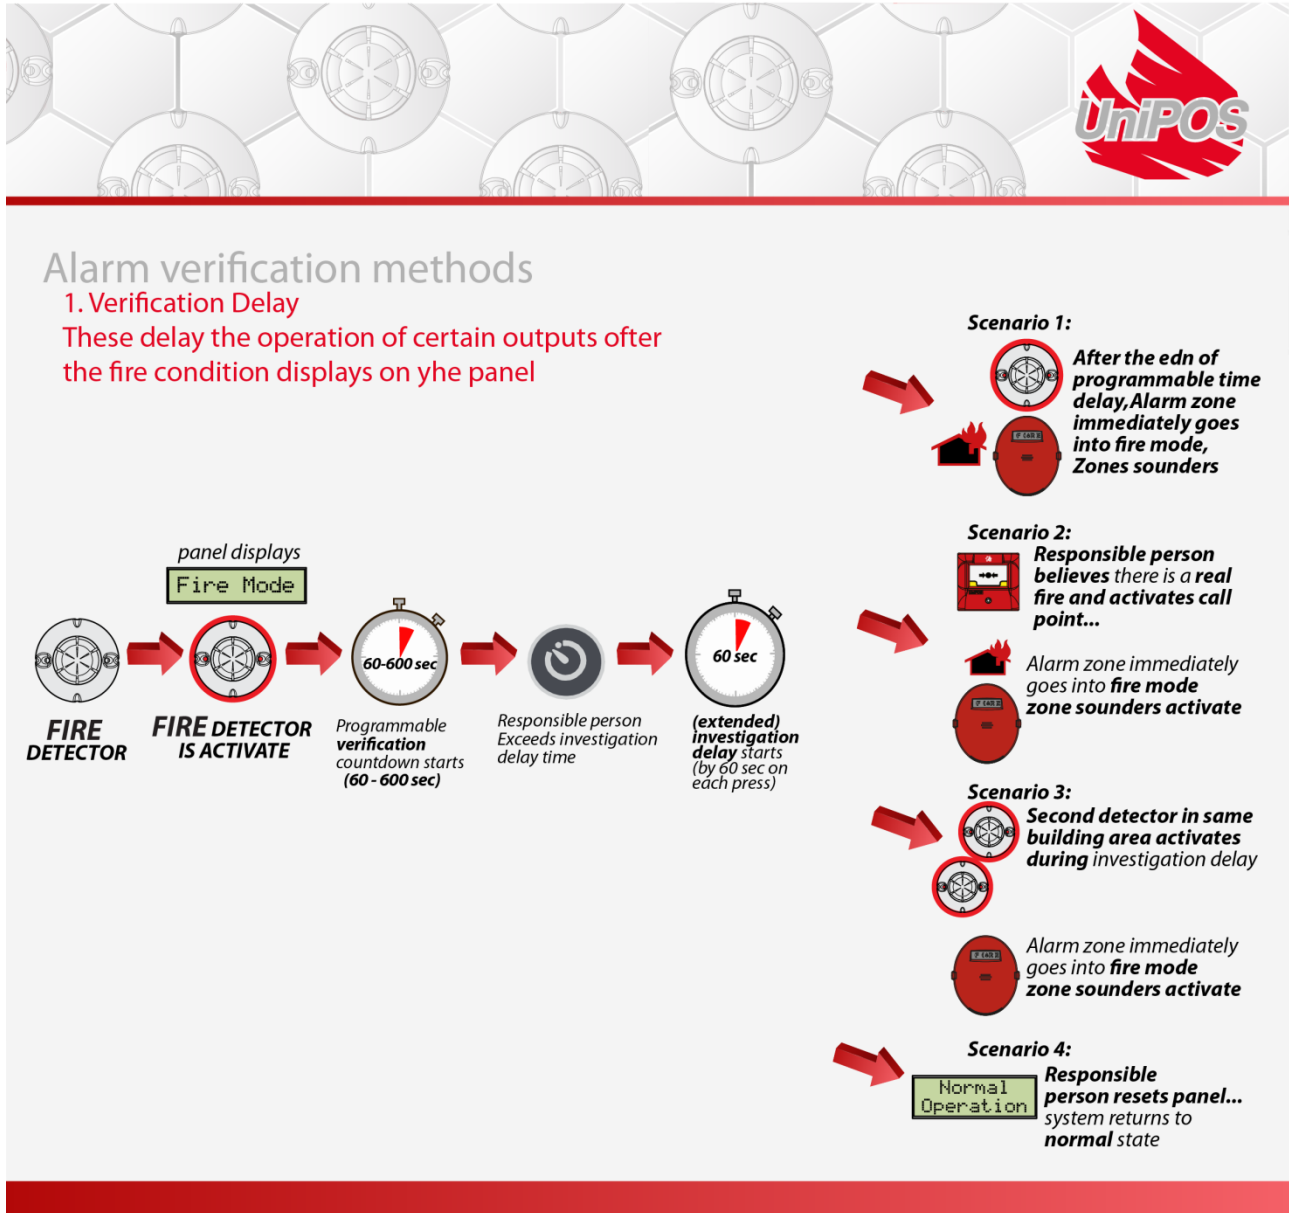 UniPOS
Alarm verification methods
1. Verification Delay
These delay the operation of certain outputs ofter
the fire condition displays on yhe panel
panel displays
Fire Mode
FIRE
DETECTOR
FIRE DETECTOR
IS ACTIVATE
60-600 sec
Programmable
verification
countdown starts
(60 - 600 sec)
Responsible person
Exceeds investigation
delay time
60 sec
(extended)
investigation
delay starts
(by 60 sec on
each press)
Scenario 1:
After the edn of
programmable time
delay,Alarm zone
immediately goes
into fire mode,
Zones sounders
Scenario 2:
Responsible person
believes there is a real
fire and activates call
point...
Alarm zone immediately
goes into fire mode
zone sounders activate
Scenario 3:
Second detector in same
building area activates
during investigation delay
Alarm zone immediately
goes into fire mode
zone sounders activate
Scenario 4:
Normal
Operation
Responsible
person resets panel...
system returns to
normal state